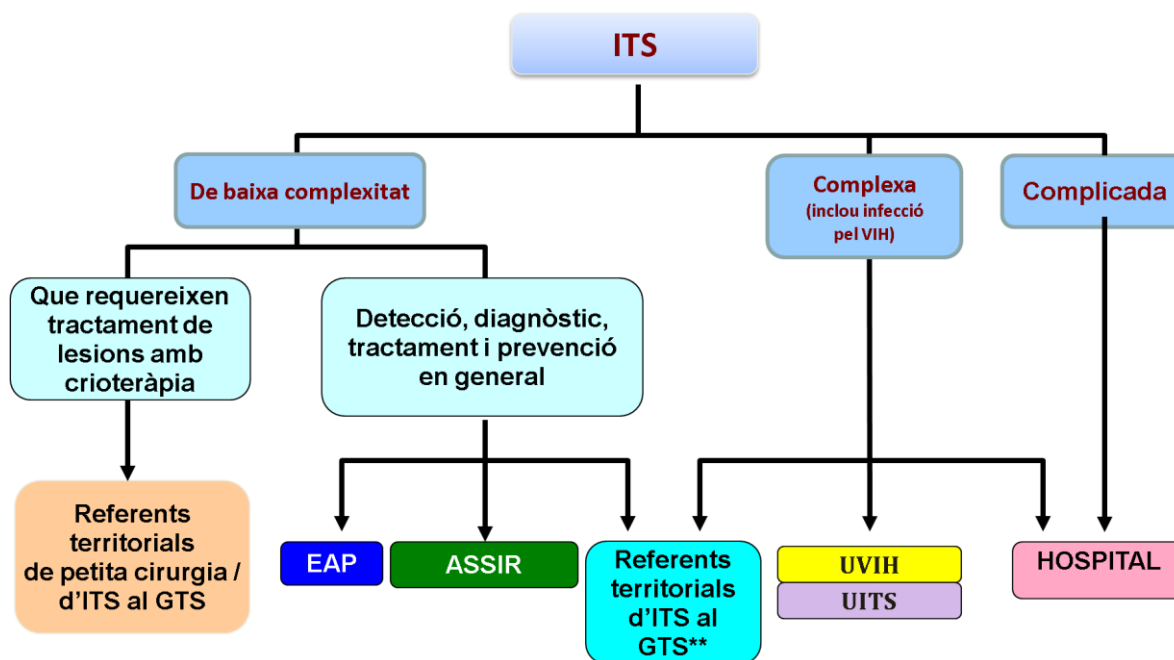 ITS
De baixa complexitat
Complexa
(inclou infecció
pel VIH)
Complicada
Que requereixen
tractament de
lesions amb
crioteràpia
Detecció, diagnòstic,
tractament i prevenció
en general
Referents
territorials
de petita cirurgia /
d’ITS al GTS
EAP
ASSIR
Referents
territorials
d’ITS al
GTS**
UVIH
UITS
HOSPITAL